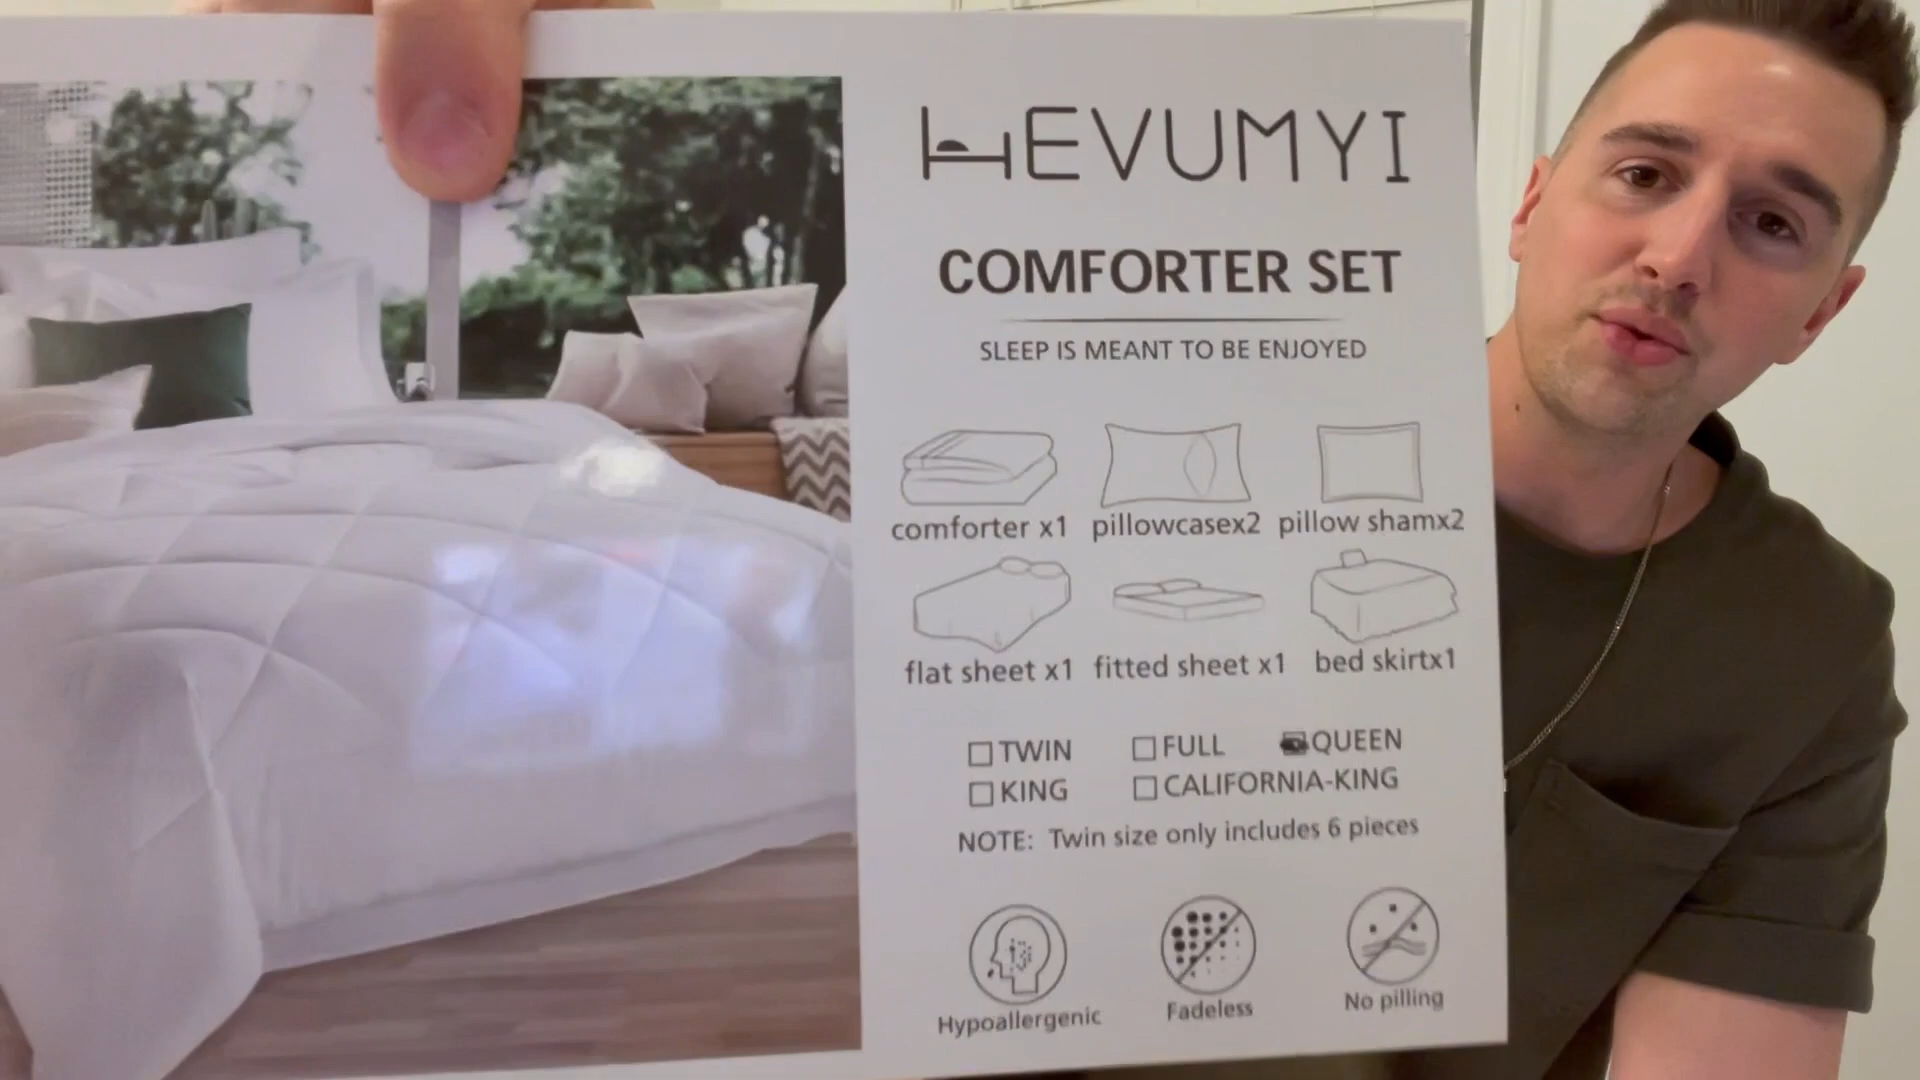 HEVUMYI
COMFORTER SET
SLEEP IS MEANT TO BE ENJOYED
comforter x1 pillowcasex2 pillow shamx2
flat sheet x1 fitted sheet x1 bed skirtx1
TWIN FULL QUEEN
KING CALIFORNIA-KING
NOTE: Twin size only includes 6 pieces
Hypoallergenic Fadeless No pilling